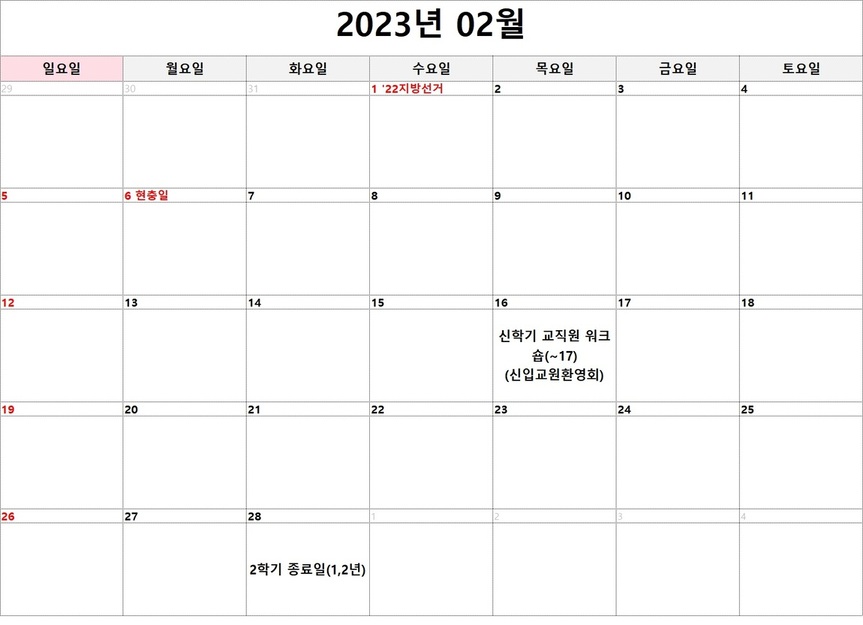 2023년 02월
일요일 월요일 화요일 수요일 목요일 금요일 토요일
29 30 31 1 '22지방선거 2 3 4
5 6 현충일 7 8 9 10 11
12 13 14 15 16 17 18
신학기 교직원 워크
숍(~17)
(신입교원환영회)
19 20 21 22 23 24 25
26 27 28 1 2 3 4
2학기 종료일(1,2년)